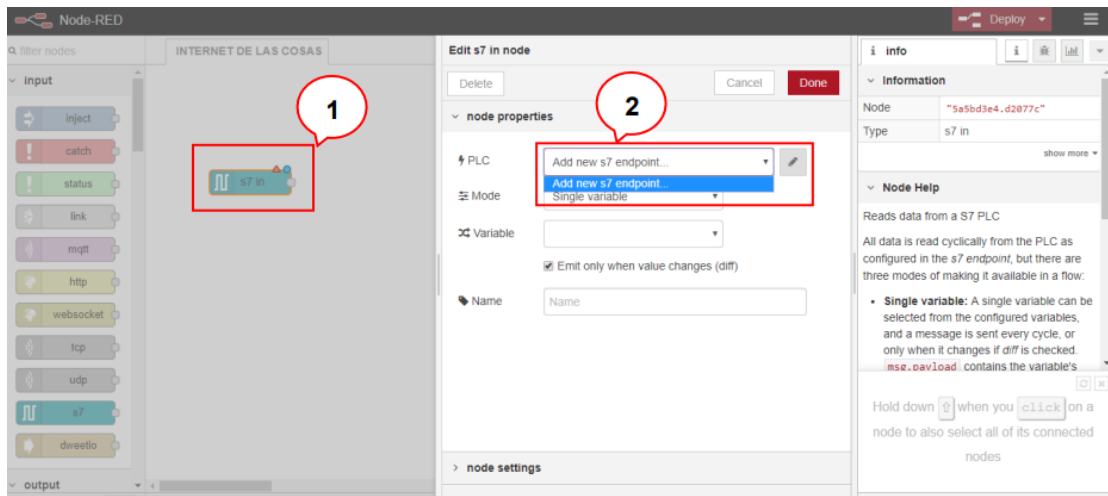 Node-RED
Deploy
filter nodes
INTERNET DE LAS COSAS
input
inject
catch
status
link
mqtt
http
websocket
tcp
udp
s7
dweetio
output
1
s7 in
Edit s7 in node
Delete
Cancel
Done
2
node properties
PLC
Add new s7 endpoint...
Add new s7 endpoint...
Mode
Single variable
Variable
Emit only when value changes (diff)
Name
Name
node settings
i info
i
Information
Node
"5a5bd3e4.d2077c"
Type
s7 in
show more
Node Help
Reads data from a S7 PLC
All data is read cyclically from the PLC as
configured in the s7 endpoint, but there are
three modes of making it available in a flow:
• Single variable: A single variable can be
selected from the configured variables,
and a message is sent every cycle, or
only when it changes if diff is checked.
msg.payload contains the variable's
Hold down ⇧ when you click on a
node to also select all of its connected
nodes